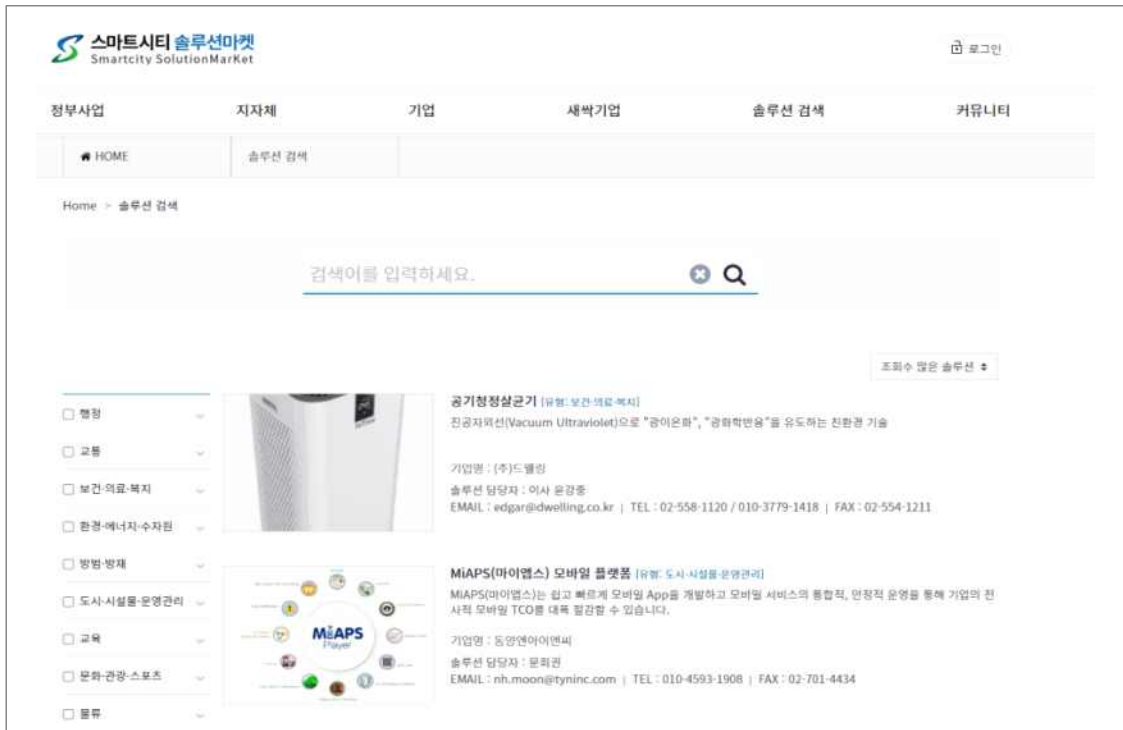 스마트시티 솔루션마켓
Smartcity SolutionMarKet
로그인
정부사업 지자체 기업 새싹기업 솔루션 검색 커뮤니티
HOME 솔루션 검색
Home > 솔루션 검색
검색어를 입력하세요.
조회수 많은 솔루션
행정
교통
보건·의료·복지
환경·에너지·수자원
방범·방재
도시·시설물·운영관리
교육
문화·관광·스포츠
물류
공기청정살균기 [유형: 보건·의료·복지]
진공자외선(Vacuum Ultraviolet)으로 "광이온화", "광화학반응"을 유도하는 친환경 기술
기업명 : (주)드웰링
솔루션 담당자 : 이사 윤강중
EMAIL : edgar@dwelling.co.kr | TEL : 02-558-1120 / 010-3779-1418 | FAX : 02-554-1211
MiAPS
Player
MiAPS(마이앱스) 모바일 플랫폼 [유형: 도시·시설물·운영관리]
MiAPS(마이앱스)는 쉽고 빠르게 모바일 App을 개발하고 모바일 서비스의 통합적, 안정적 운영을 통해 기업의 전
사적 모바일 TCO를 대폭 절감할 수 있습니다.
기업명 : 동양엔아이엔씨
솔루션 담당자 : 문희권
EMAIL : nh.moon@tyninc.com | TEL : 010-4593-1908 | FAX : 02-701-4434